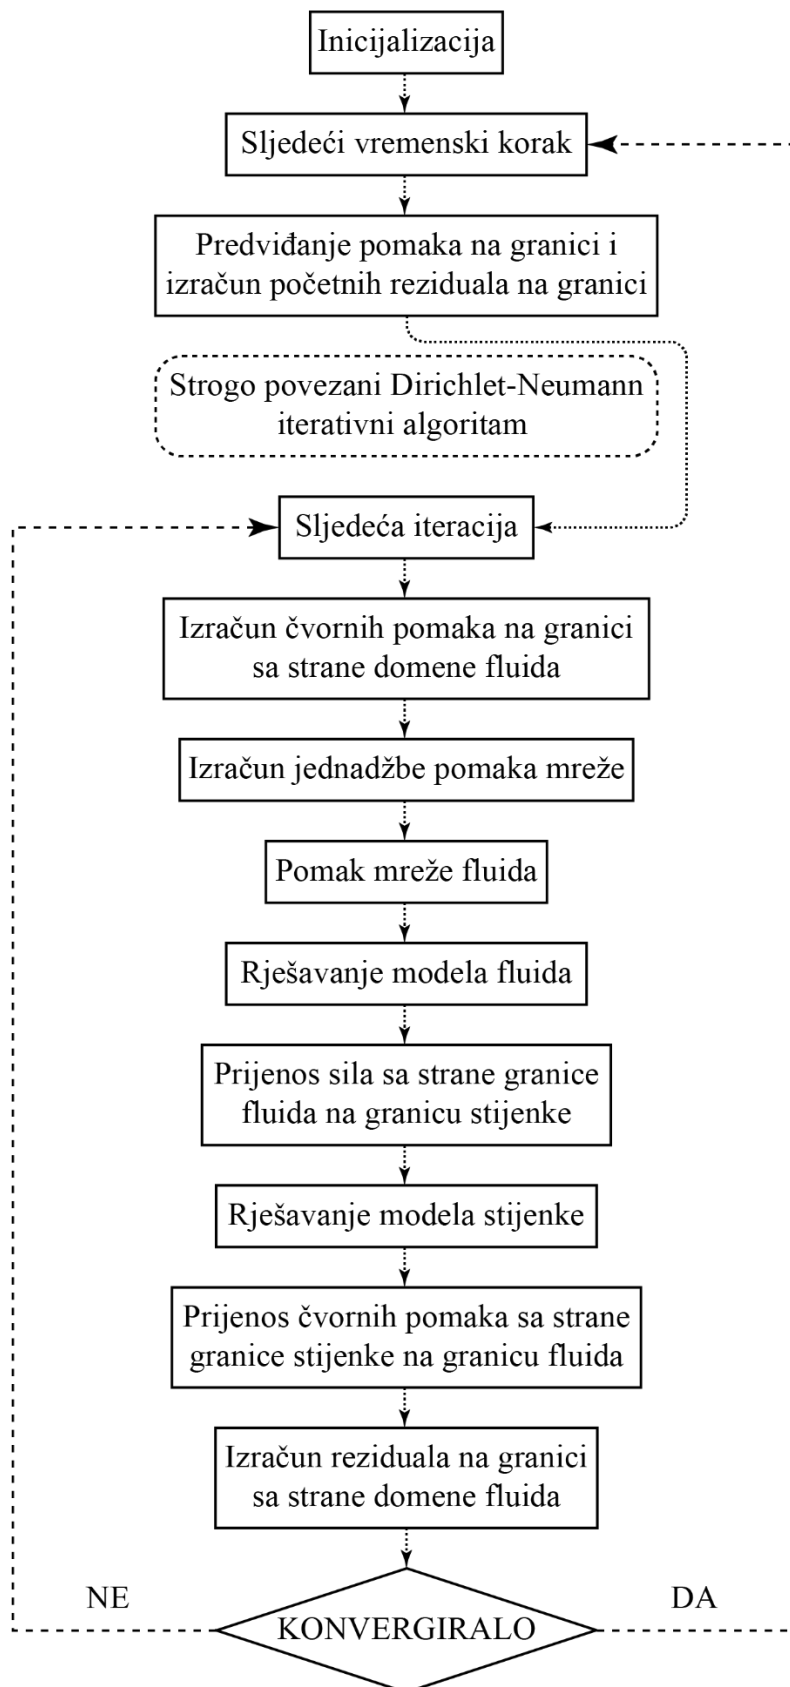 Inicijalizacija
Sljedeći vremenski korak
Predviđanje pomaka na granici i
izračun početnih reziduala na granici
Strogo povezani Dirichlet-Neumann
iterativni algoritam
Sljedeća iteracija
Izračun čvornih pomaka na granici
sa strane domene fluida
Izračun jednadžbe pomaka mreže
Pomak mreže fluida
Rješavanje modela fluida
Prijenos sila sa strane granice
fluida na granicu stijenke
Rješavanje modela stijenke
Prijenos čvornih pomaka sa strane
granice stijenke na granicu fluida
Izračun reziduala na granici
sa strane domene fluida
NE
DA
KONVERGIRALO